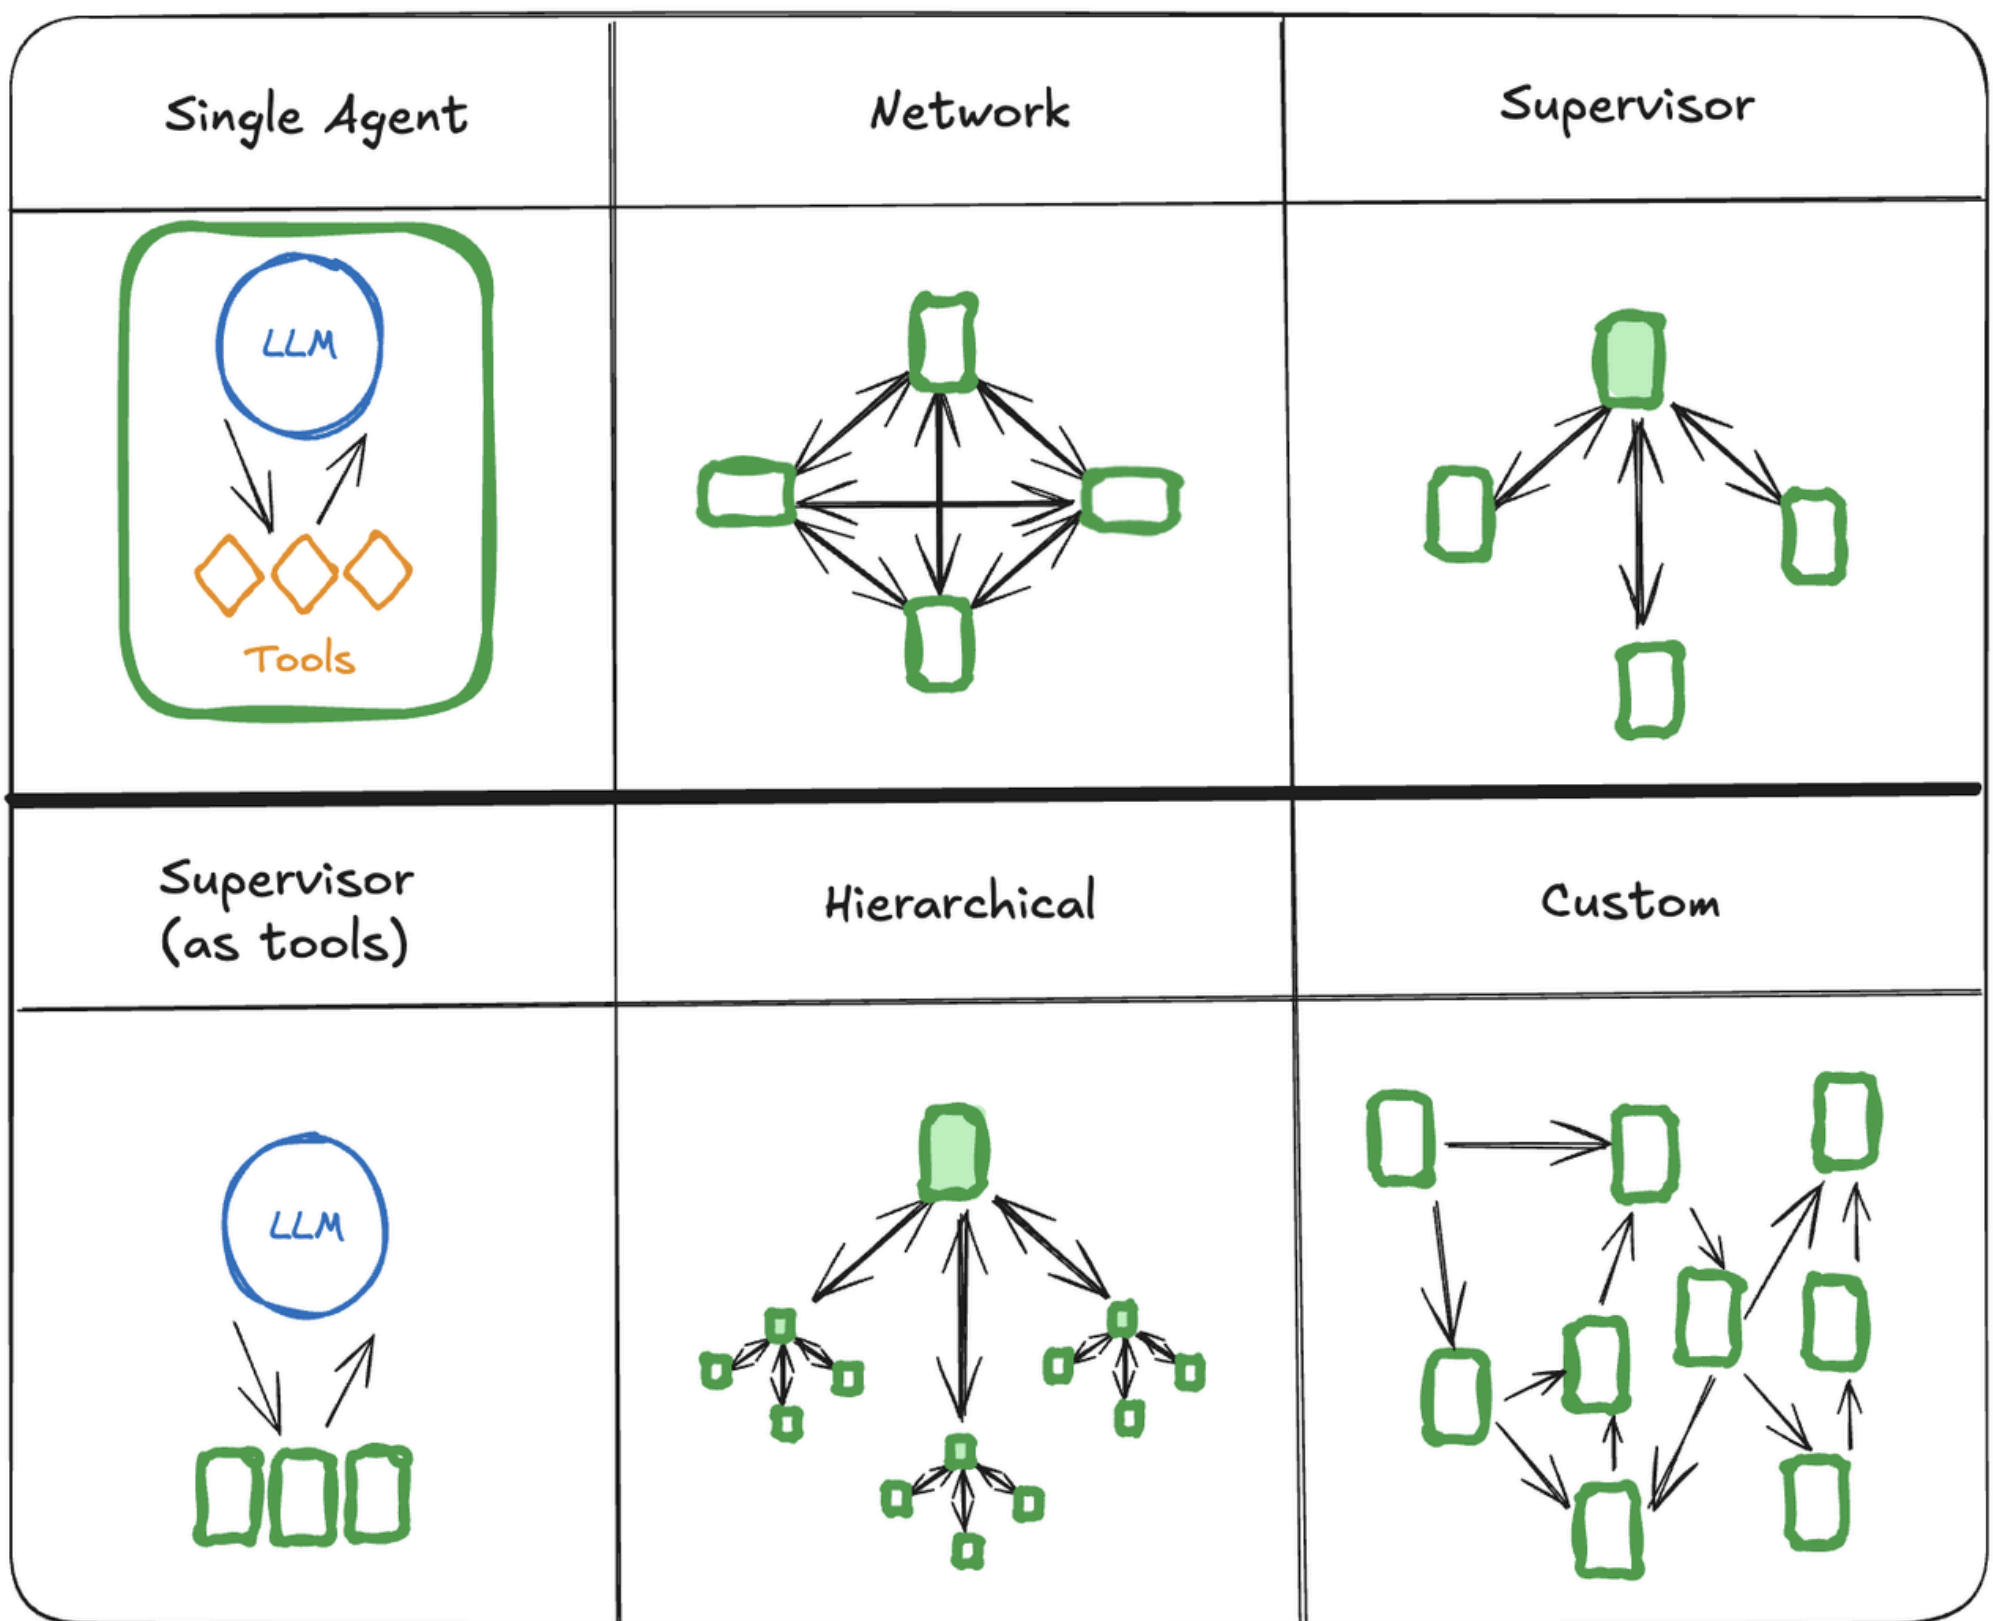 Single Agent
Network
Supervisor
LLM
Tools
Supervisor
(as tools)
Hierarchical
Custom
LLM